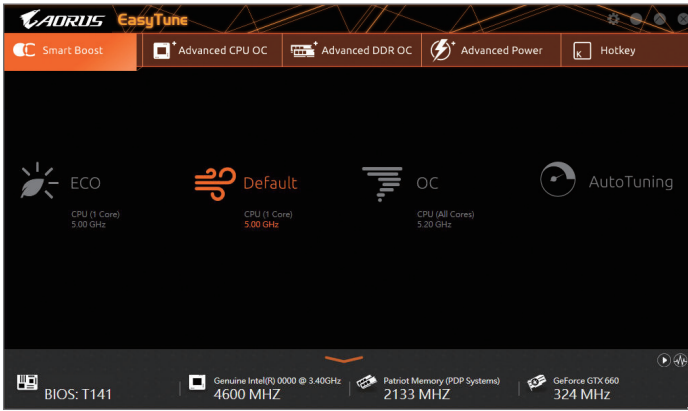 AORUS EasyTune
Smart Boost
Advanced CPU OC
Advanced DDR OC
Advanced Power
K Hotkey
ECO
CPU (1 Core)
5.00 GHz
Default
CPU (1 Core)
5.00 GHz
OC
CPU (All Cores)
5.20 GHz
AutoTuning
BIOS: T141
Genuine Intel(R) 0000 @ 3.40GHz
4600 MHZ
Patriot Memory (PDP Systems)
2133 MHZ
GeForce GTX 660
324 MHz